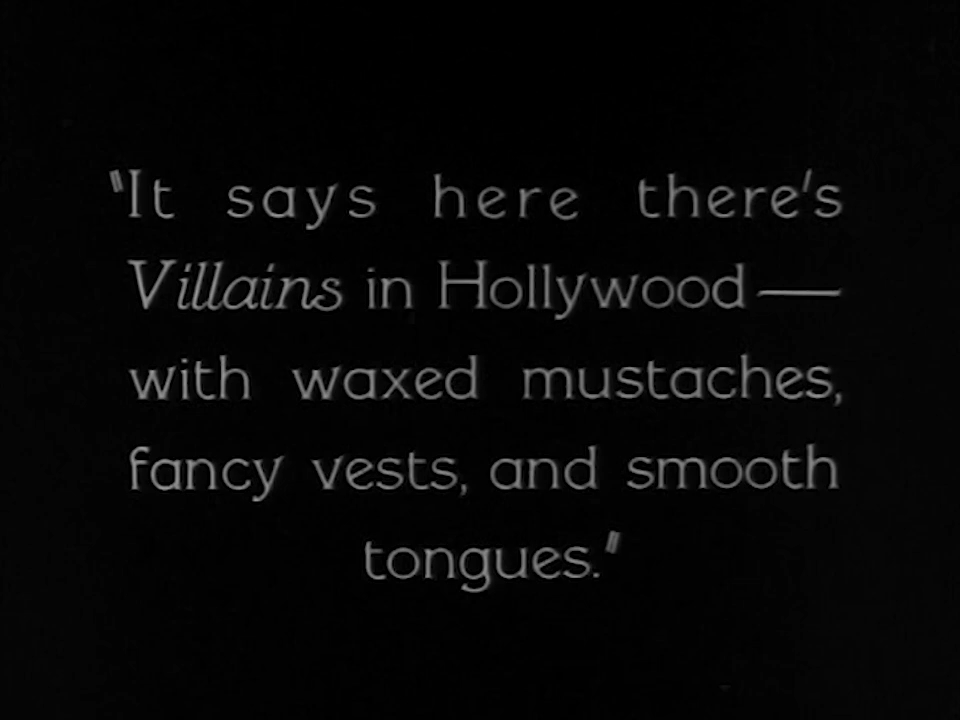 "It says here there's
Villains in Hollywood—
with waxed mustaches,
fancy vests, and smooth
tongues."